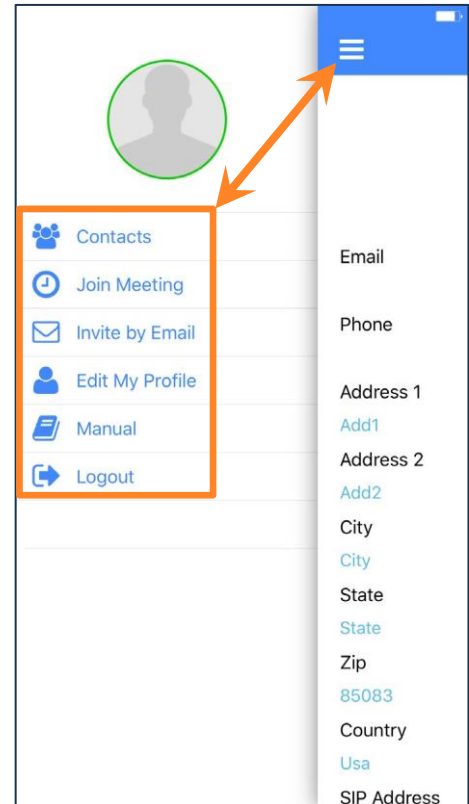 Contacts
Join Meeting
Invite by Email
Edit My Profile
Manual
Logout
Email
Phone
Address 1
Add1
Address 2
Add2
City
City
State
State
Zip
85083
Country
Usa
SIP Address